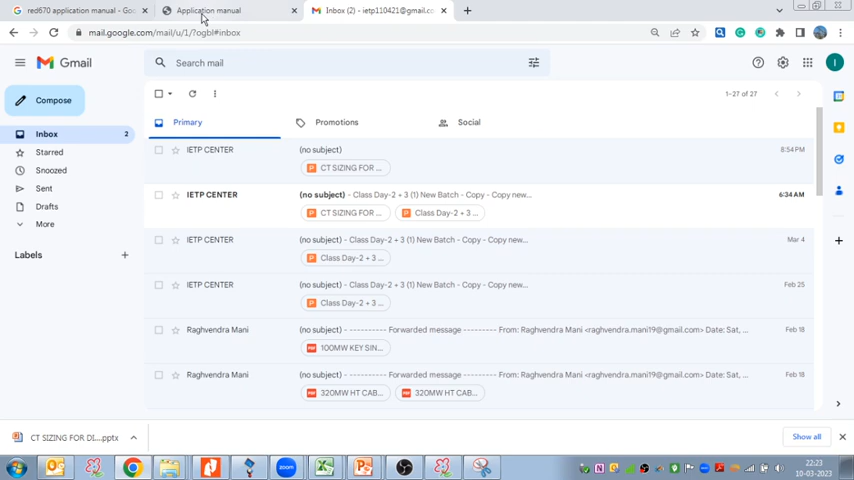 red670 application manual - Goo
Application manual
Inbox (2) - ietp110421@gmail.co
mail.google.com/mail/u/1/?ogbl#inbox
Gmail
Search mail
Compose
1–27 of 27
Inbox 2
Primary
Promotions
Social
Starred
Snoozed
Sent
Drafts
More
Labels
IETP CENTER (no subject) 8:54 PM
CT SIZING FOR ...
IETP CENTER (no subject) - Class Day-2 + 3 (1) New Batch - Copy - Copy new... 6:34 AM
CT SIZING FOR ... Class Day-2 + 3 ...
IETP CENTER (no subject) - Class Day-2 + 3 (1) New Batch - Copy - Copy new... Mar 4
Class Day-2 + 3 ...
IETP CENTER (no subject) - Class Day-2 + 3 (1) New Batch - Copy - Copy new... Feb 25
Class Day-2 + 3 ...
Raghvendra Mani (no subject) - ---------- Forwarded message --------- From: Raghvendra Mani <raghvendra.mani19@gmail.com> Date: Sat, ... Feb 18
100MW KEY SIN...
Raghvendra Mani (no subject) - ---------- Forwarded message --------- From: Raghvendra Mani <raghvendra.mani19@gmail.com> Date: Sat, ... Feb 18
320MW HT CAB... 320MW HT CAB...
CT SIZING FOR DI....pptx
Show all
zoom
22:23
10-03-2023